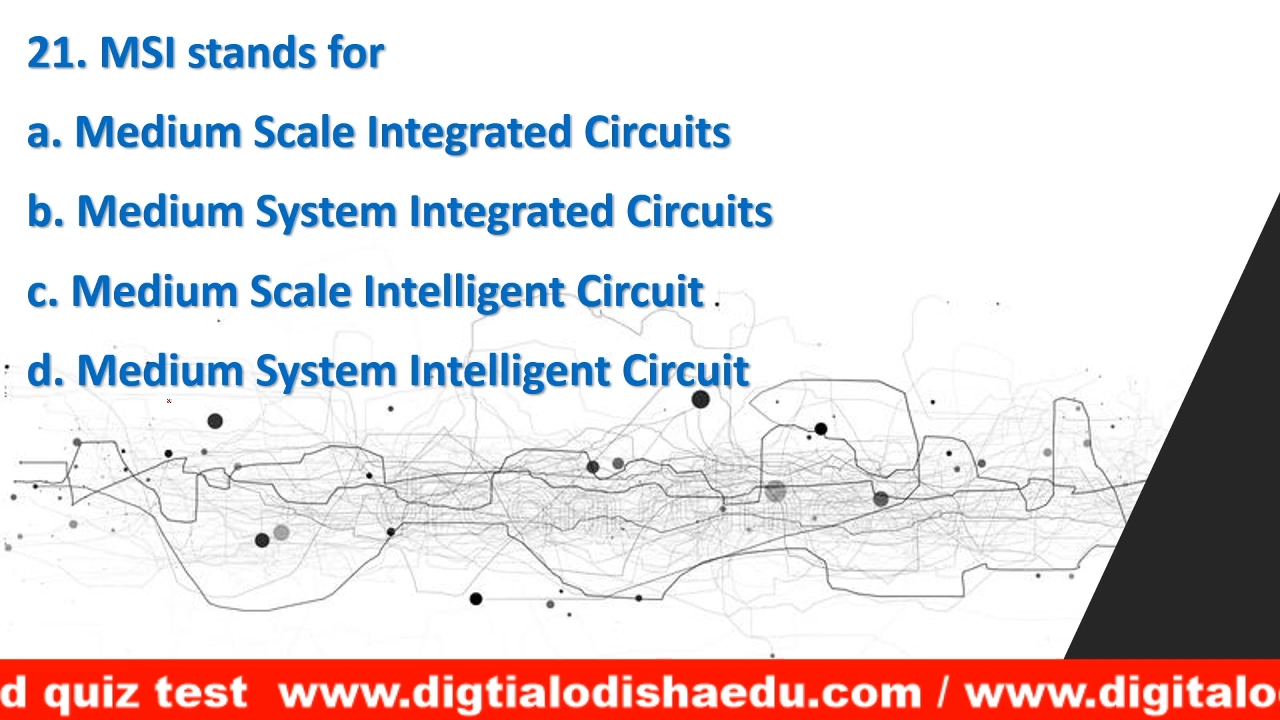 21. MSI stands for
a. Medium Scale Integrated Circuits
b. Medium System Integrated Circuits
c. Medium Scale Intelligent Circuit
d. Medium System Intelligent Circuit
d quiz test www.digtialodishaedu.com / www.digitalo